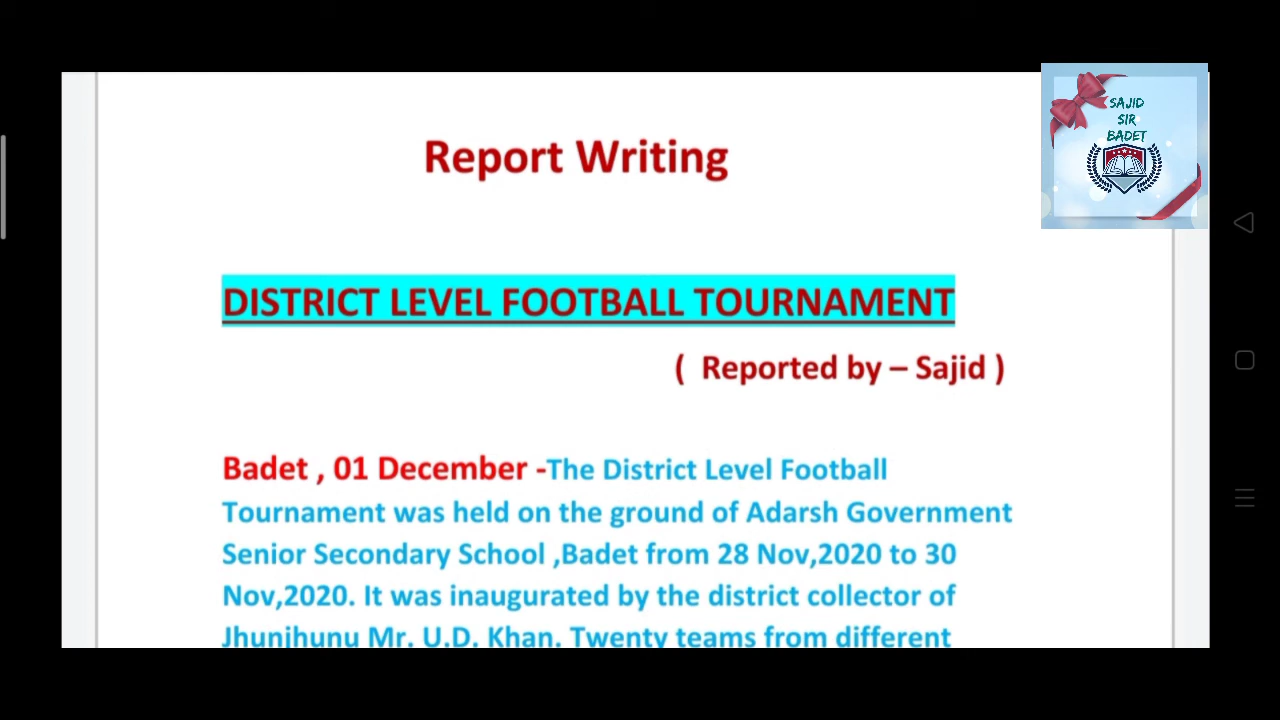 SAJID
SIR
BADET
Report Writing
DISTRICT LEVEL FOOTBALL TOURNAMENT
( Reported by – Sajid )
Badet , 01 December -The District Level Football
Tournament was held on the ground of Adarsh Government
Senior Secondary School ,Badet from 28 Nov,2020 to 30
Nov,2020. It was inaugurated by the district collector of
Jhunjhunu Mr. U.D. Khan. Twenty teams from different